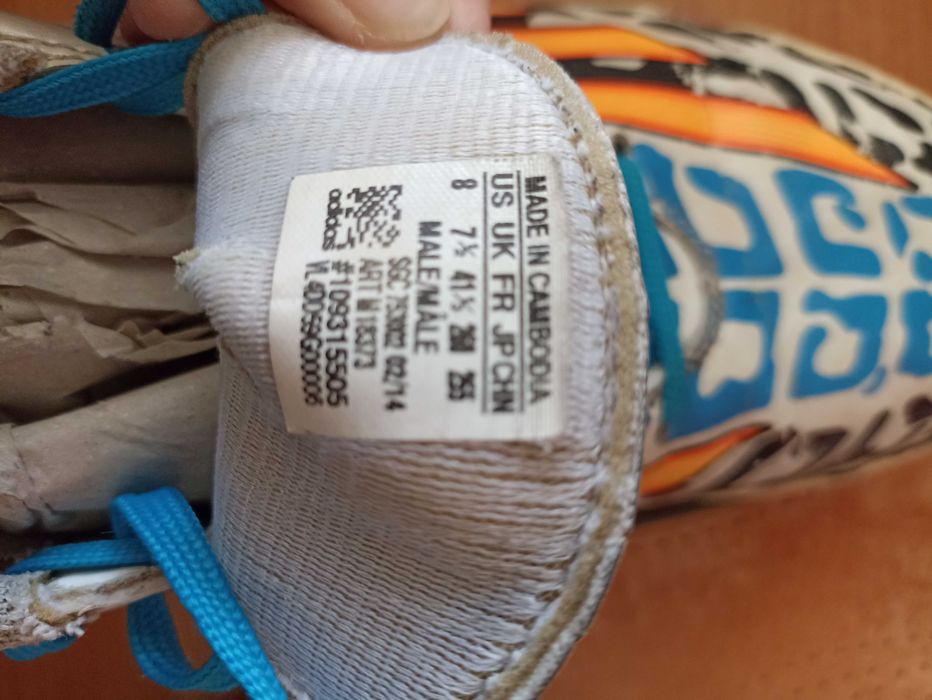 MADE IN CAMBODIA
US UK FR JP CHN
8 7½ 41⅓ 260 255
MALE/MÂLE
SGC 753002 02/14
ART M18373
#109315505
VL4D69G000006
adidas